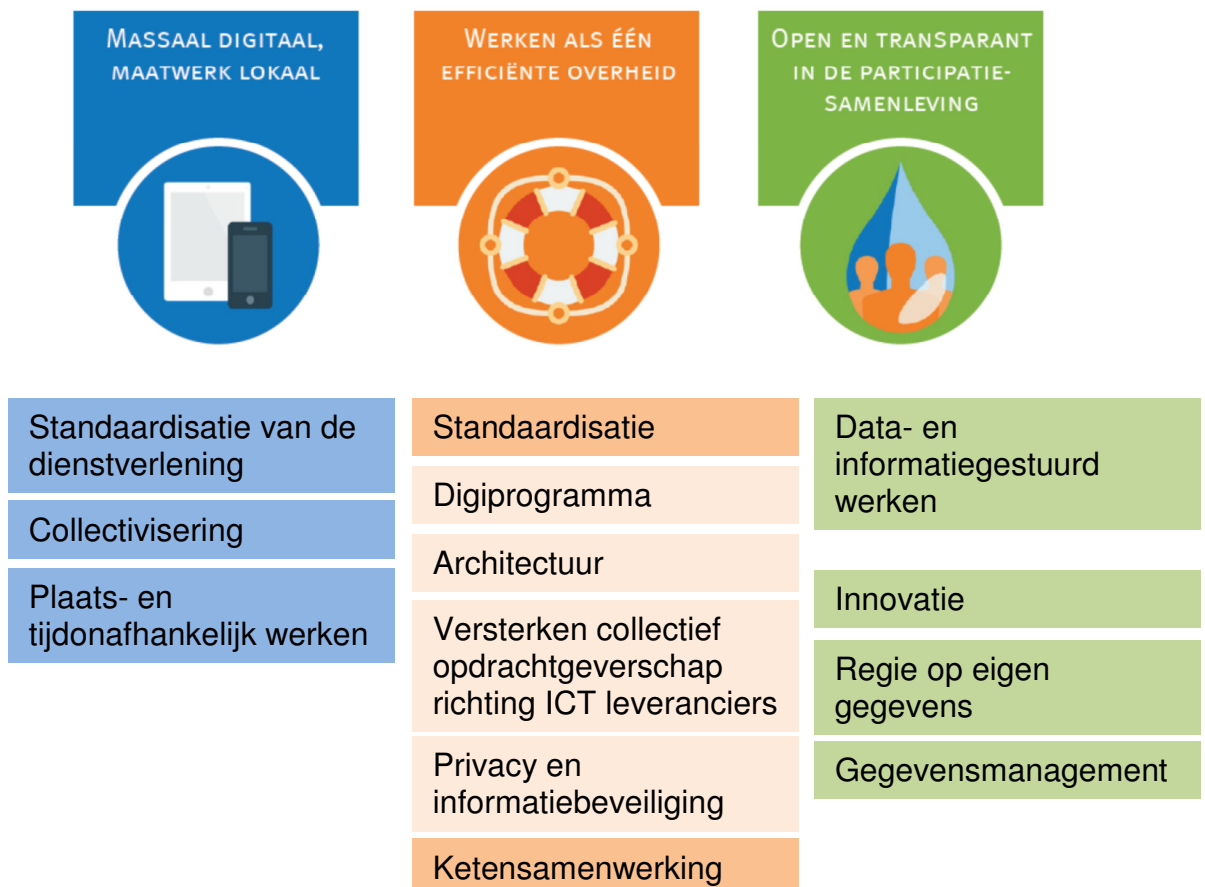 MASSAAL DIGITAAL,
MAATWERK LOKAAL
WERKEN ALS ÉÉN
EFFICIËNTE OVERHEID
OPEN EN TRANSPARANT
IN DE PARTICIPATIE-
SAMENLEVING
Standaardisatie van de
dienstverlening
Collectivisering
Plaats- en
tijdonafhankelijk werken
Standaardisatie
Digiprogramma
Architectuur
Versterken collectief
opdrachtgeverschap
richting ICT leveranciers
Privacy en
informatiebeveiliging
Ketensamenwerking
Data- en
informatiegestuurd
werken
Innovatie
Regie op eigen
gegevens
Gegevensmanagement